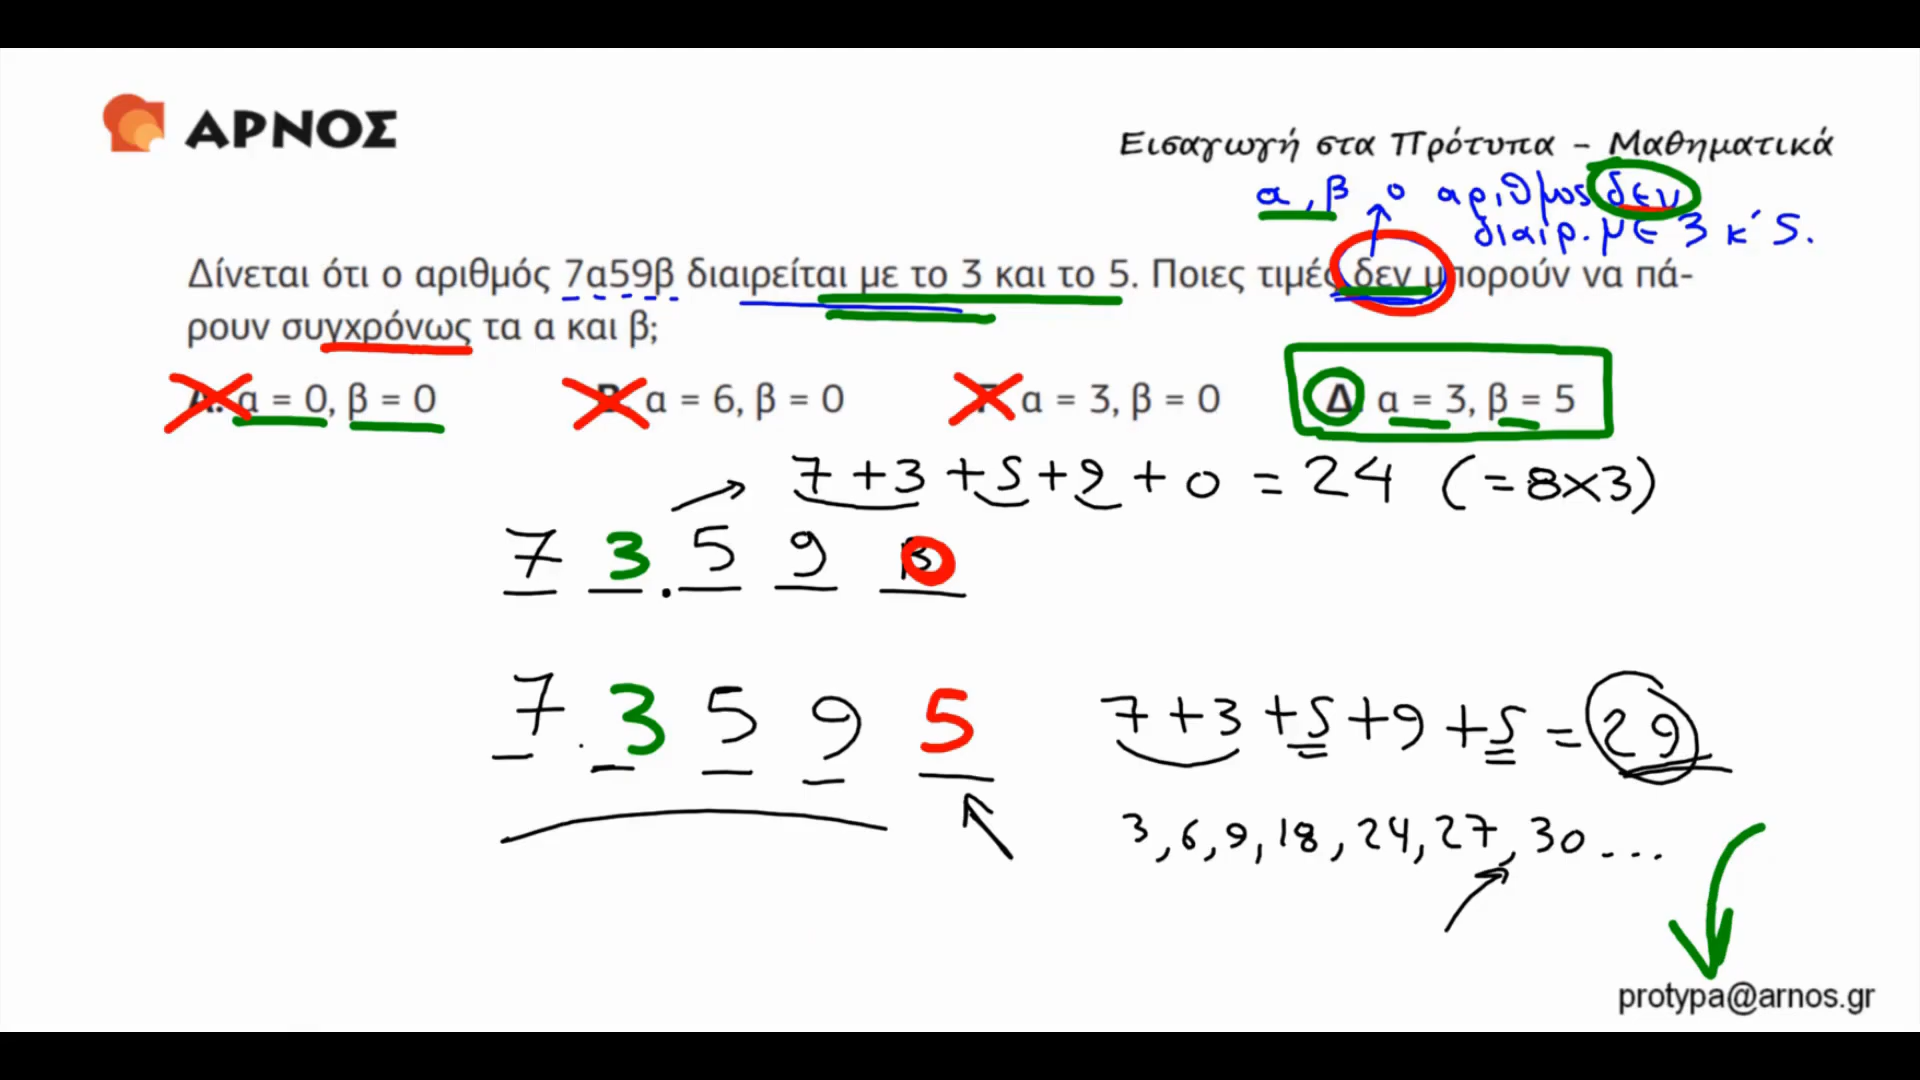 ΑΡΝΟΣ
Εισαγωγή στα Πρότυπα – Μαθηματικά
α, β ο αριθμος δεν
διαιρ. με 3 κ' 5.
Δίνεται ότι ο αριθμός 7α59β διαιρείται με το 3 και το 5. Ποιες τιμές δεν μπορούν να πά-
ρουν συγχρόνως τα α και β;
Α. α = 0, β = 0 Β α = 6, β = 0 Γ α = 3, β = 0 Δ α = 3, β = 5
7 + 3 + 5 + 9 + 0 = 24 (= 8x3)
7 3 . 5 9 0
7 . 3 5 9 5 7 + 3 + 5 + 9 + 5 = 29
3, 6, 9, 18, 24, 27, 30 ...
protypa@arnos.gr